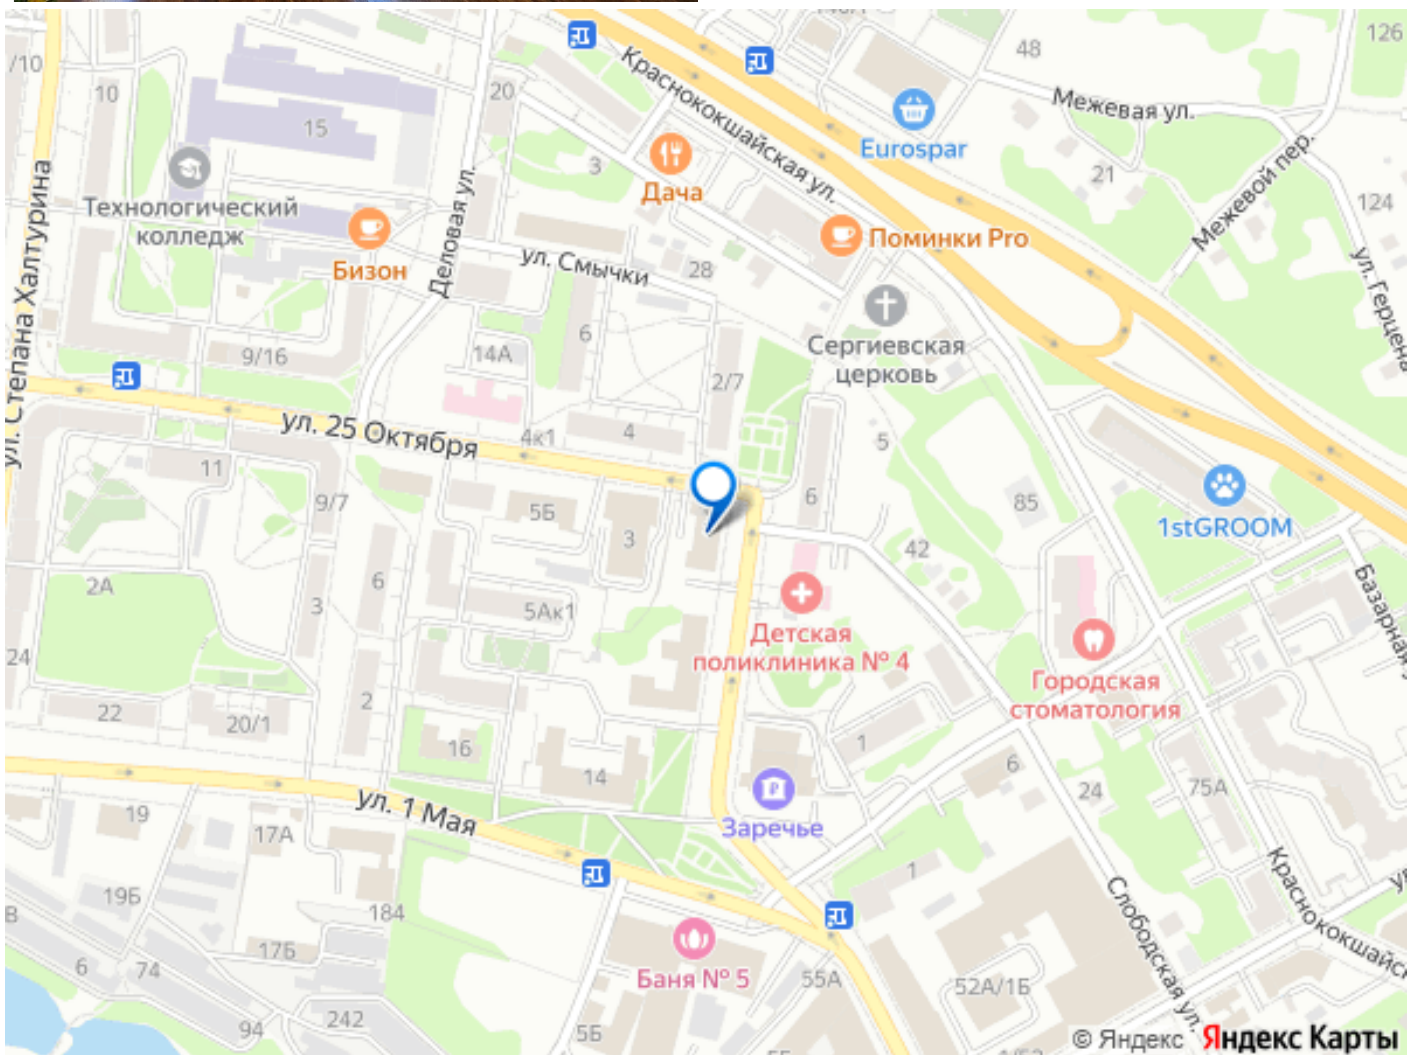 126
48
/10
10
20
Краснококшайская ул.
Межевая ул.
Eurospar
15
3
Дача
21
Межевой пер.
124
Технологический
колледж
Бизон
Деловая ул.
ул. Смычки
28
Поминки Pro
ул. Герцена
ул. Степана Халтурина
9/16
14А
6
2/7
Сергиевская
церковь
ул. 25 Октября
4к1
4
5
11
9/7
5Б
3
6
85
1stGROOM
42
2А
6
3
5Ак1
Детская
поликлиника № 4
Базарная
24
22
20/1
2
16
14
1
Городская
стоматология
6
24
75А
ул. 1 Мая
19
17А
Заречье
19Б
184
1
Слободская ул.
Краснококшайс
17Б
6
74
Баня № 5
55А
52А/1Б
94
242
5Б
© Яндекс Яндекс Карты